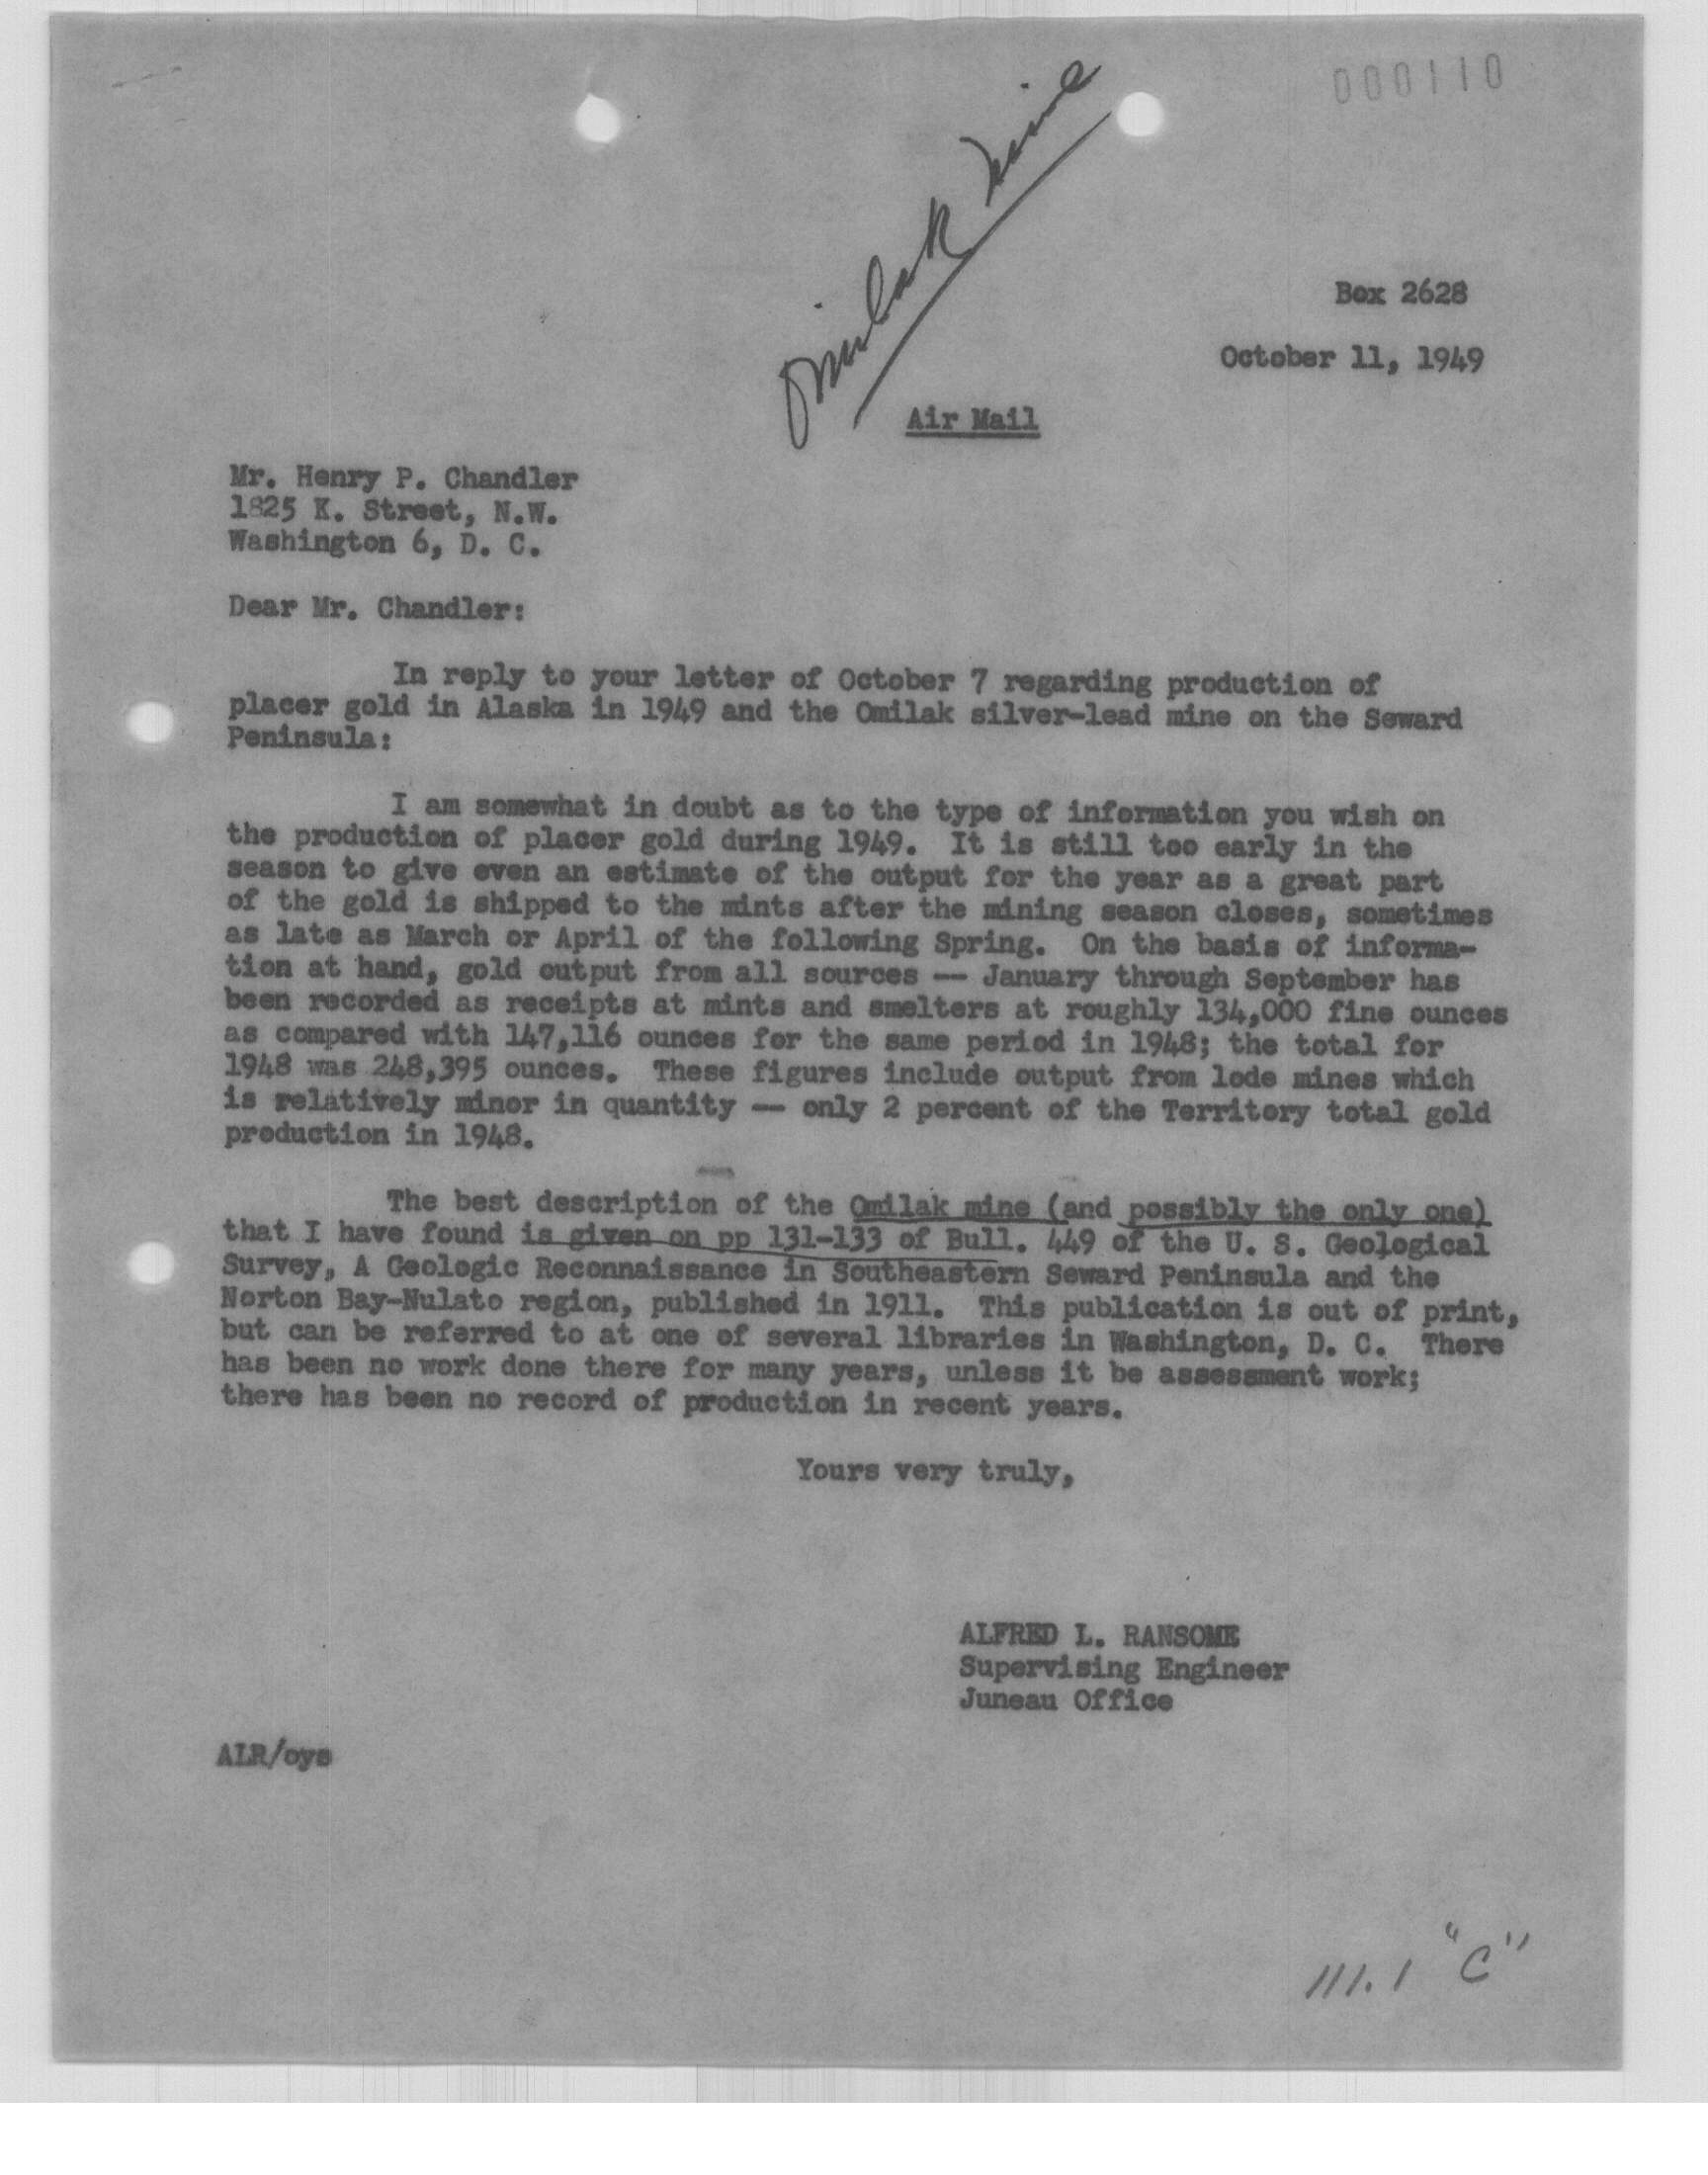 000110
Omilak Mine
Box 2628
October 11, 1949
Air Mail
Mr. Henry P. Chandler
1825 K. Street, N.W.
Washington 6, D. C.
Dear Mr. Chandler:
In reply to your letter of October 7 regarding production of
placer gold in Alaska in 1949 and the Omilak silver-lead mine on the Seward
Peninsula:
I am somewhat in doubt as to the type of information you wish on
the production of placer gold during 1949. It is still too early in the
season to give even an estimate of the output for the year as a great part
of the gold is shipped to the mints after the mining season closes, sometimes
as late as March or April of the following Spring. On the basis of informa-
tion at hand, gold output from all sources -- January through September has
been recorded as receipts at mints and smelters at roughly 134,000 fine ounces
as compared with 147,116 ounces for the same period in 1948; the total for
1948 was 248,395 ounces. These figures include output from lode mines which
is relatively minor in quantity -- only 2 percent of the Territory total gold
production in 1948.
The best description of the Omilak mine (and possibly the only one)
that I have found is given on pp 131-133 of Bull. 449 of the U. S. Geological
Survey, A Geologic Reconnaissance in Southeastern Seward Peninsula and the
Norton Bay-Nulato region, published in 1911. This publication is out of print,
but can be referred to at one of several libraries in Washington, D. C. There
has been no work done there for many years, unless it be assessment work;
there has been no record of production in recent years.
Yours very truly,
ALFRED L. RANSOME
Supervising Engineer
Juneau Office
ALR/oys
111.1 "C"